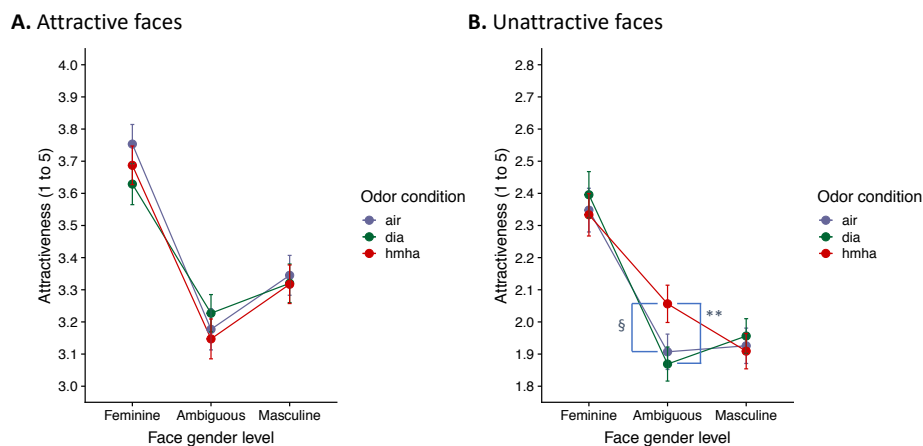 A. Attractive faces
4.0
3.9
3.8
3.7
3.6
3.5
3.4
3.3
3.2
3.1
3.0
Attractiveness (1 to 5)
Feminine Ambiguous Masculine
Face gender level
Odor condition
air
dia
hmha
B. Unattractive faces
2.8
2.7
2.6
2.5
2.4
2.3
2.2
2.1
2.0
1.9
1.8
Attractiveness (1 to 5)
§
**
Feminine Ambiguous Masculine
Face gender level
Odor condition
air
dia
hmha